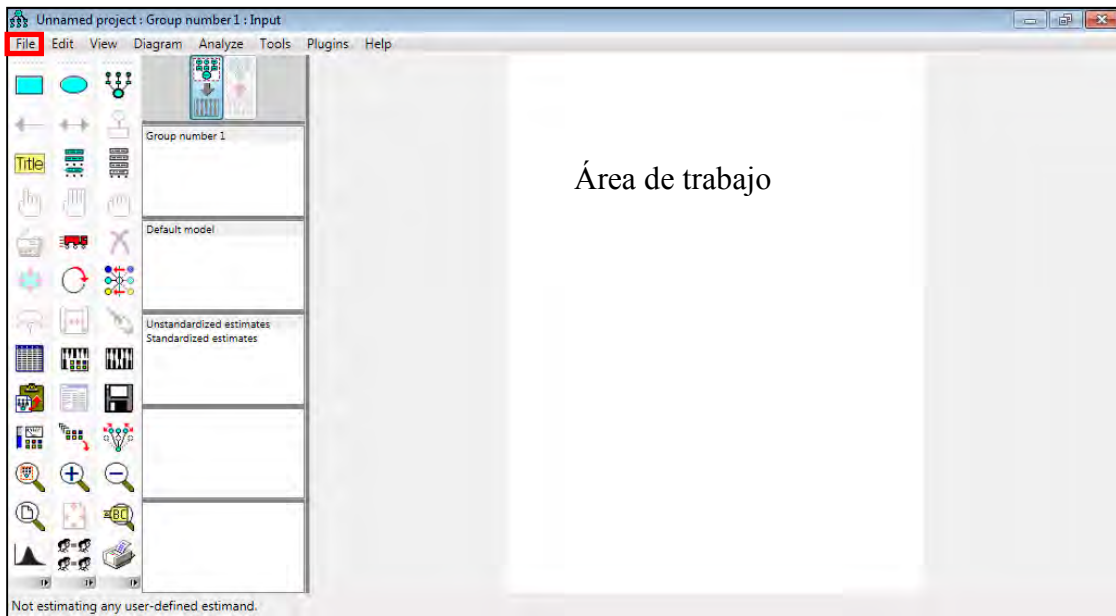 Unnamed project : Group number 1 : Input
File Edit View Diagram Analyze Tools Plugins Help
Group number 1
Title
Área de trabajo
Default model
Unstandardized estimates
Standardized estimates
Not estimating any user-defined estimand.